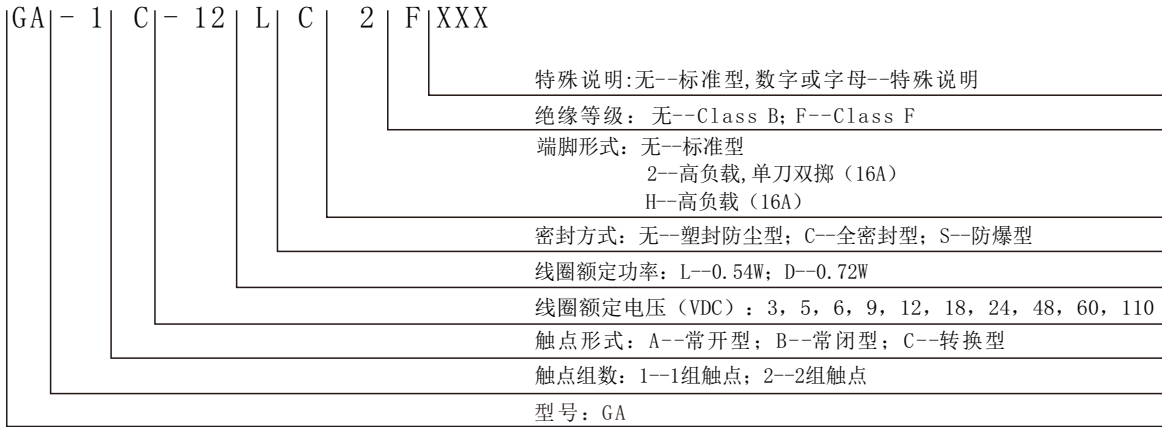 GA-1C-12LC 2FXXX
特殊说明:无--标准型,数字或字母--特殊说明
绝缘等级：无--Class B；F--Class F
端脚形式：无--标准型
2--高负载,单刀双掷（16A）
H--高负载（16A）
密封方式：无--塑封防尘型；C--全密封型；S--防爆型
线圈额定功率：L--0.54W；D--0.72W
线圈额定电压（VDC）：3，5，6，9，12，18，24，48，60，110
触点形式：A--常开型；B--常闭型；C--转换型
触点组数：1--1组触点；2--2组触点
型号：GA